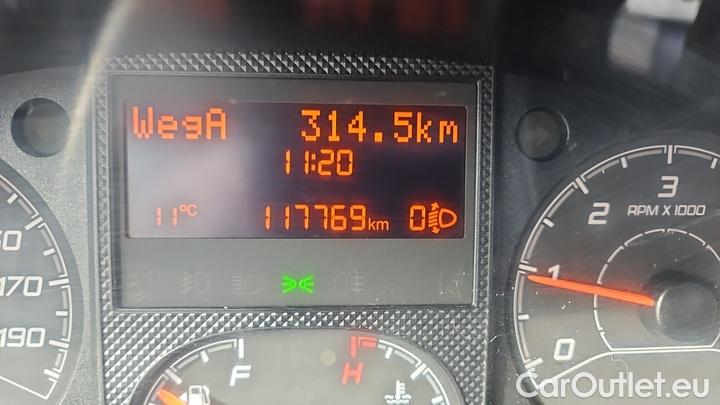 WegA 314.5km
11:20
11°C 117769km 0
50
170
190
0
1
2
3
RPM X 1000
F
H
CarOutlet.eu